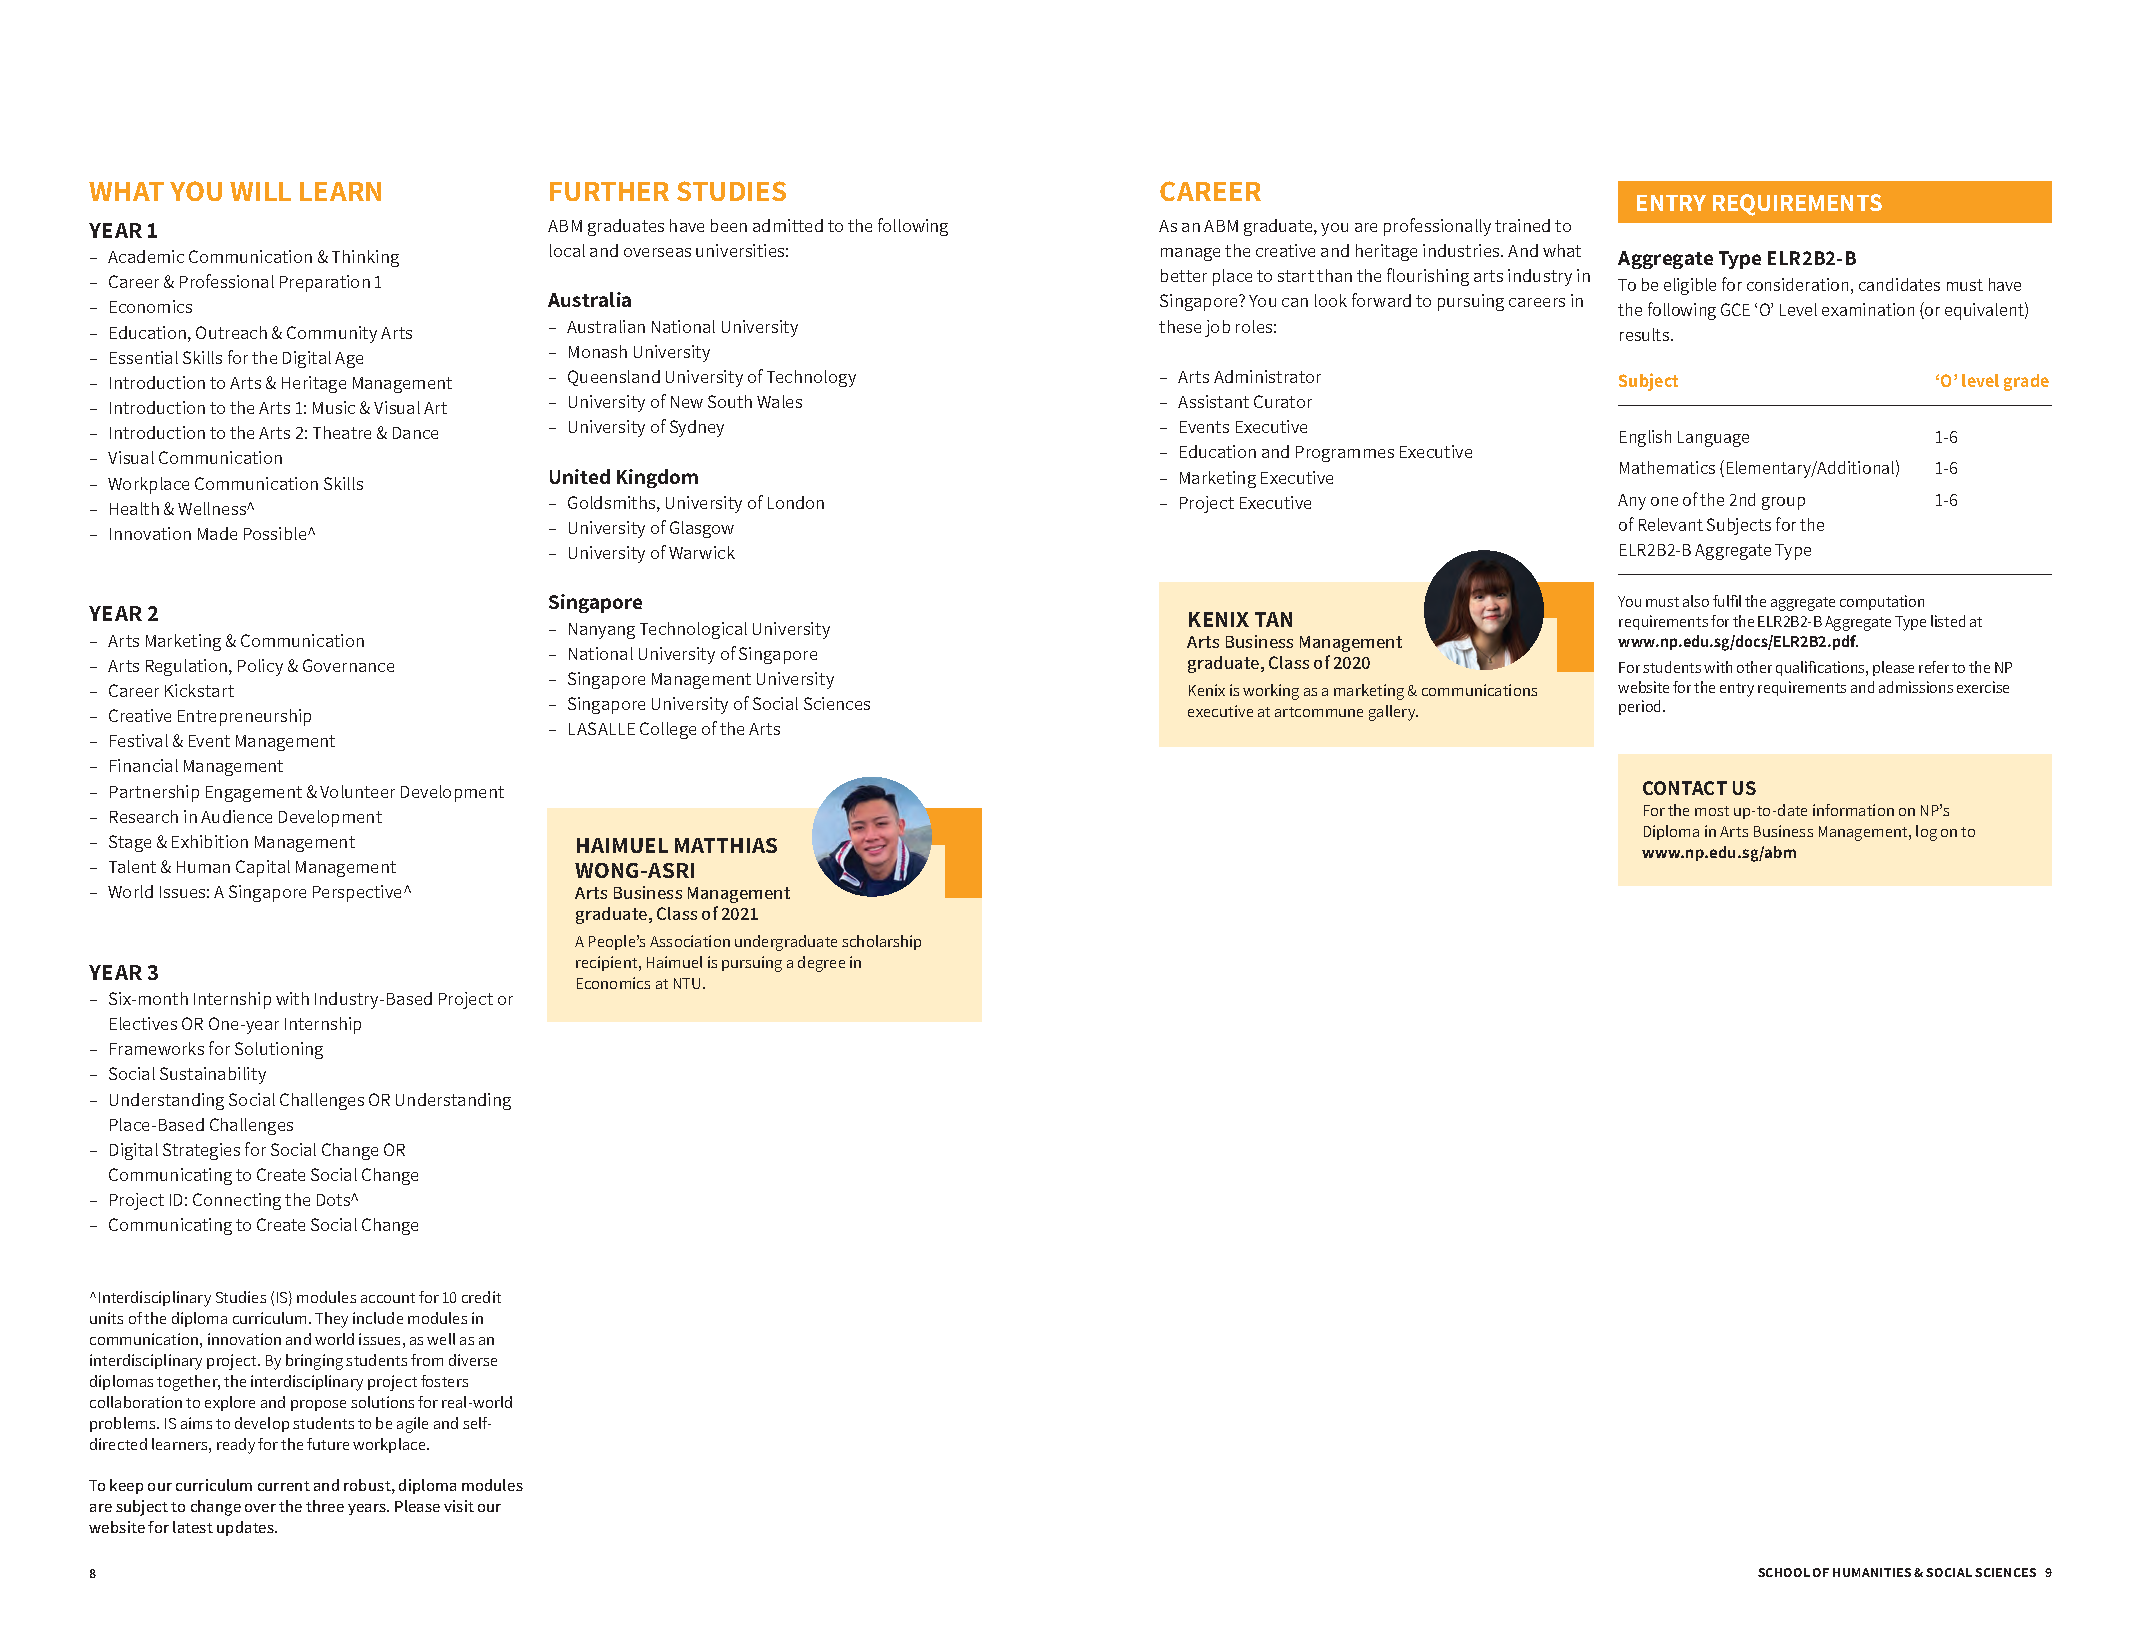 WHAT YOU WILL LEARN
YEAR 1
– Academic Communication & Thinking
– Career & Professional Preparation 1
– Economics
– Education, Outreach & Community Arts
– Essential Skills for the Digital Age
– Introduction to Arts & Heritage Management
– Introduction to the Arts 1: Music & Visual Art
– Introduction to the Arts 2: Theatre & Dance
– Visual Communication
– Workplace Communication Skills
– Health & Wellness^
– Innovation Made Possible^
YEAR 2
– Arts Marketing & Communication
– Arts Regulation, Policy & Governance
– Career Kickstart
– Creative Entrepreneurship
– Festival & Event Management
– Financial Management
– Partnership Engagement & Volunteer Development
– Research in Audience Development
– Stage & Exhibition Management
– Talent & Human Capital Management
– World Issues: A Singapore Perspective^
YEAR 3
– Six-month Internship with Industry-Based Project or
Electives OR One-year Internship
– Frameworks for Solutioning
– Social Sustainability
– Understanding Social Challenges OR Understanding
Place-Based Challenges
– Digital Strategies for Social Change OR
Communicating to Create Social Change
– Project ID: Connecting the Dots^
– Communicating to Create Social Change
^Interdisciplinary Studies (IS) modules account for 10 credit
units of the diploma curriculum. They include modules in
communication, innovation and world issues, as well as an
interdisciplinary project. By bringing students from diverse
diplomas together, the interdisciplinary project fosters
collaboration to explore and propose solutions for real-world
problems. IS aims to develop students to be agile and self-
directed learners, ready for the future workplace.
To keep our curriculum current and robust, diploma modules
are subject to change over the three years. Please visit our
website for latest updates.
8
FURTHER STUDIES
ABM graduates have been admitted to the following
local and overseas universities:
Australia
– Australian National University
– Monash University
– Queensland University of Technology
– University of New South Wales
– University of Sydney
United Kingdom
– Goldsmiths, University of London
– University of Glasgow
– University of Warwick
Singapore
– Nanyang Technological University
– National University of Singapore
– Singapore Management University
– Singapore University of Social Sciences
– LASALLE College of the Arts
HAIMUEL MATTHIAS
WONG-ASRI
Arts Business Management
graduate, Class of 2021
A People’s Association undergraduate scholarship
recipient, Haimuel is pursuing a degree in
Economics at NTU.
CAREER
As an ABM graduate, you are professionally trained to
manage the creative and heritage industries. And what
better place to start than the flourishing arts industry in
Singapore? You can look forward to pursuing careers in
these job roles:
– Arts Administrator
– Assistant Curator
– Events Executive
– Education and Programmes Executive
– Marketing Executive
– Project Executive
KENIX TAN
Arts Business Management
graduate, Class of 2020
Kenix is working as a marketing & communications
executive at artcommune gallery.
ENTRY REQUIREMENTS
Aggregate Type ELR2B2-B
To be eligible for consideration, candidates must have
the following GCE ‘O’ Level examination (or equivalent)
results.
Subject ‘O’ level grade
English Language 1-6
Mathematics (Elementary/Additional) 1-6
Any one of the 2nd group 1-6
of Relevant Subjects for the
ELR2B2-B Aggregate Type
You must also fulfil the aggregate computation
requirements for the ELR2B2-B Aggregate Type listed at
www.np.edu.sg/docs/ELR2B2.pdf.
For students with other qualifications, please refer to the NP
website for the entry requirements and admissions exercise
period.
CONTACT US
For the most up-to-date information on NP’s
Diploma in Arts Business Management, log on to
www.np.edu.sg/abm
SCHOOL OF HUMANITIES & SOCIAL SCIENCES 9